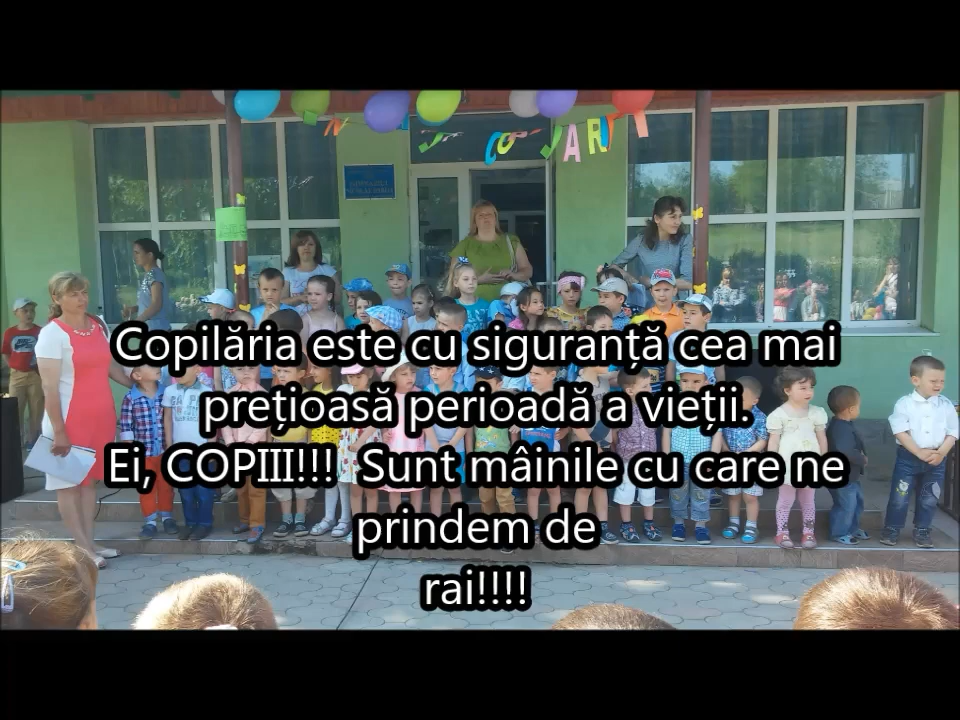 Copilăria este cu siguranță cea mai
prețioasă perioadă a vieții.
Ei, COPIII!!! Sunt mâinile cu care ne
prindem de
rai!!!!